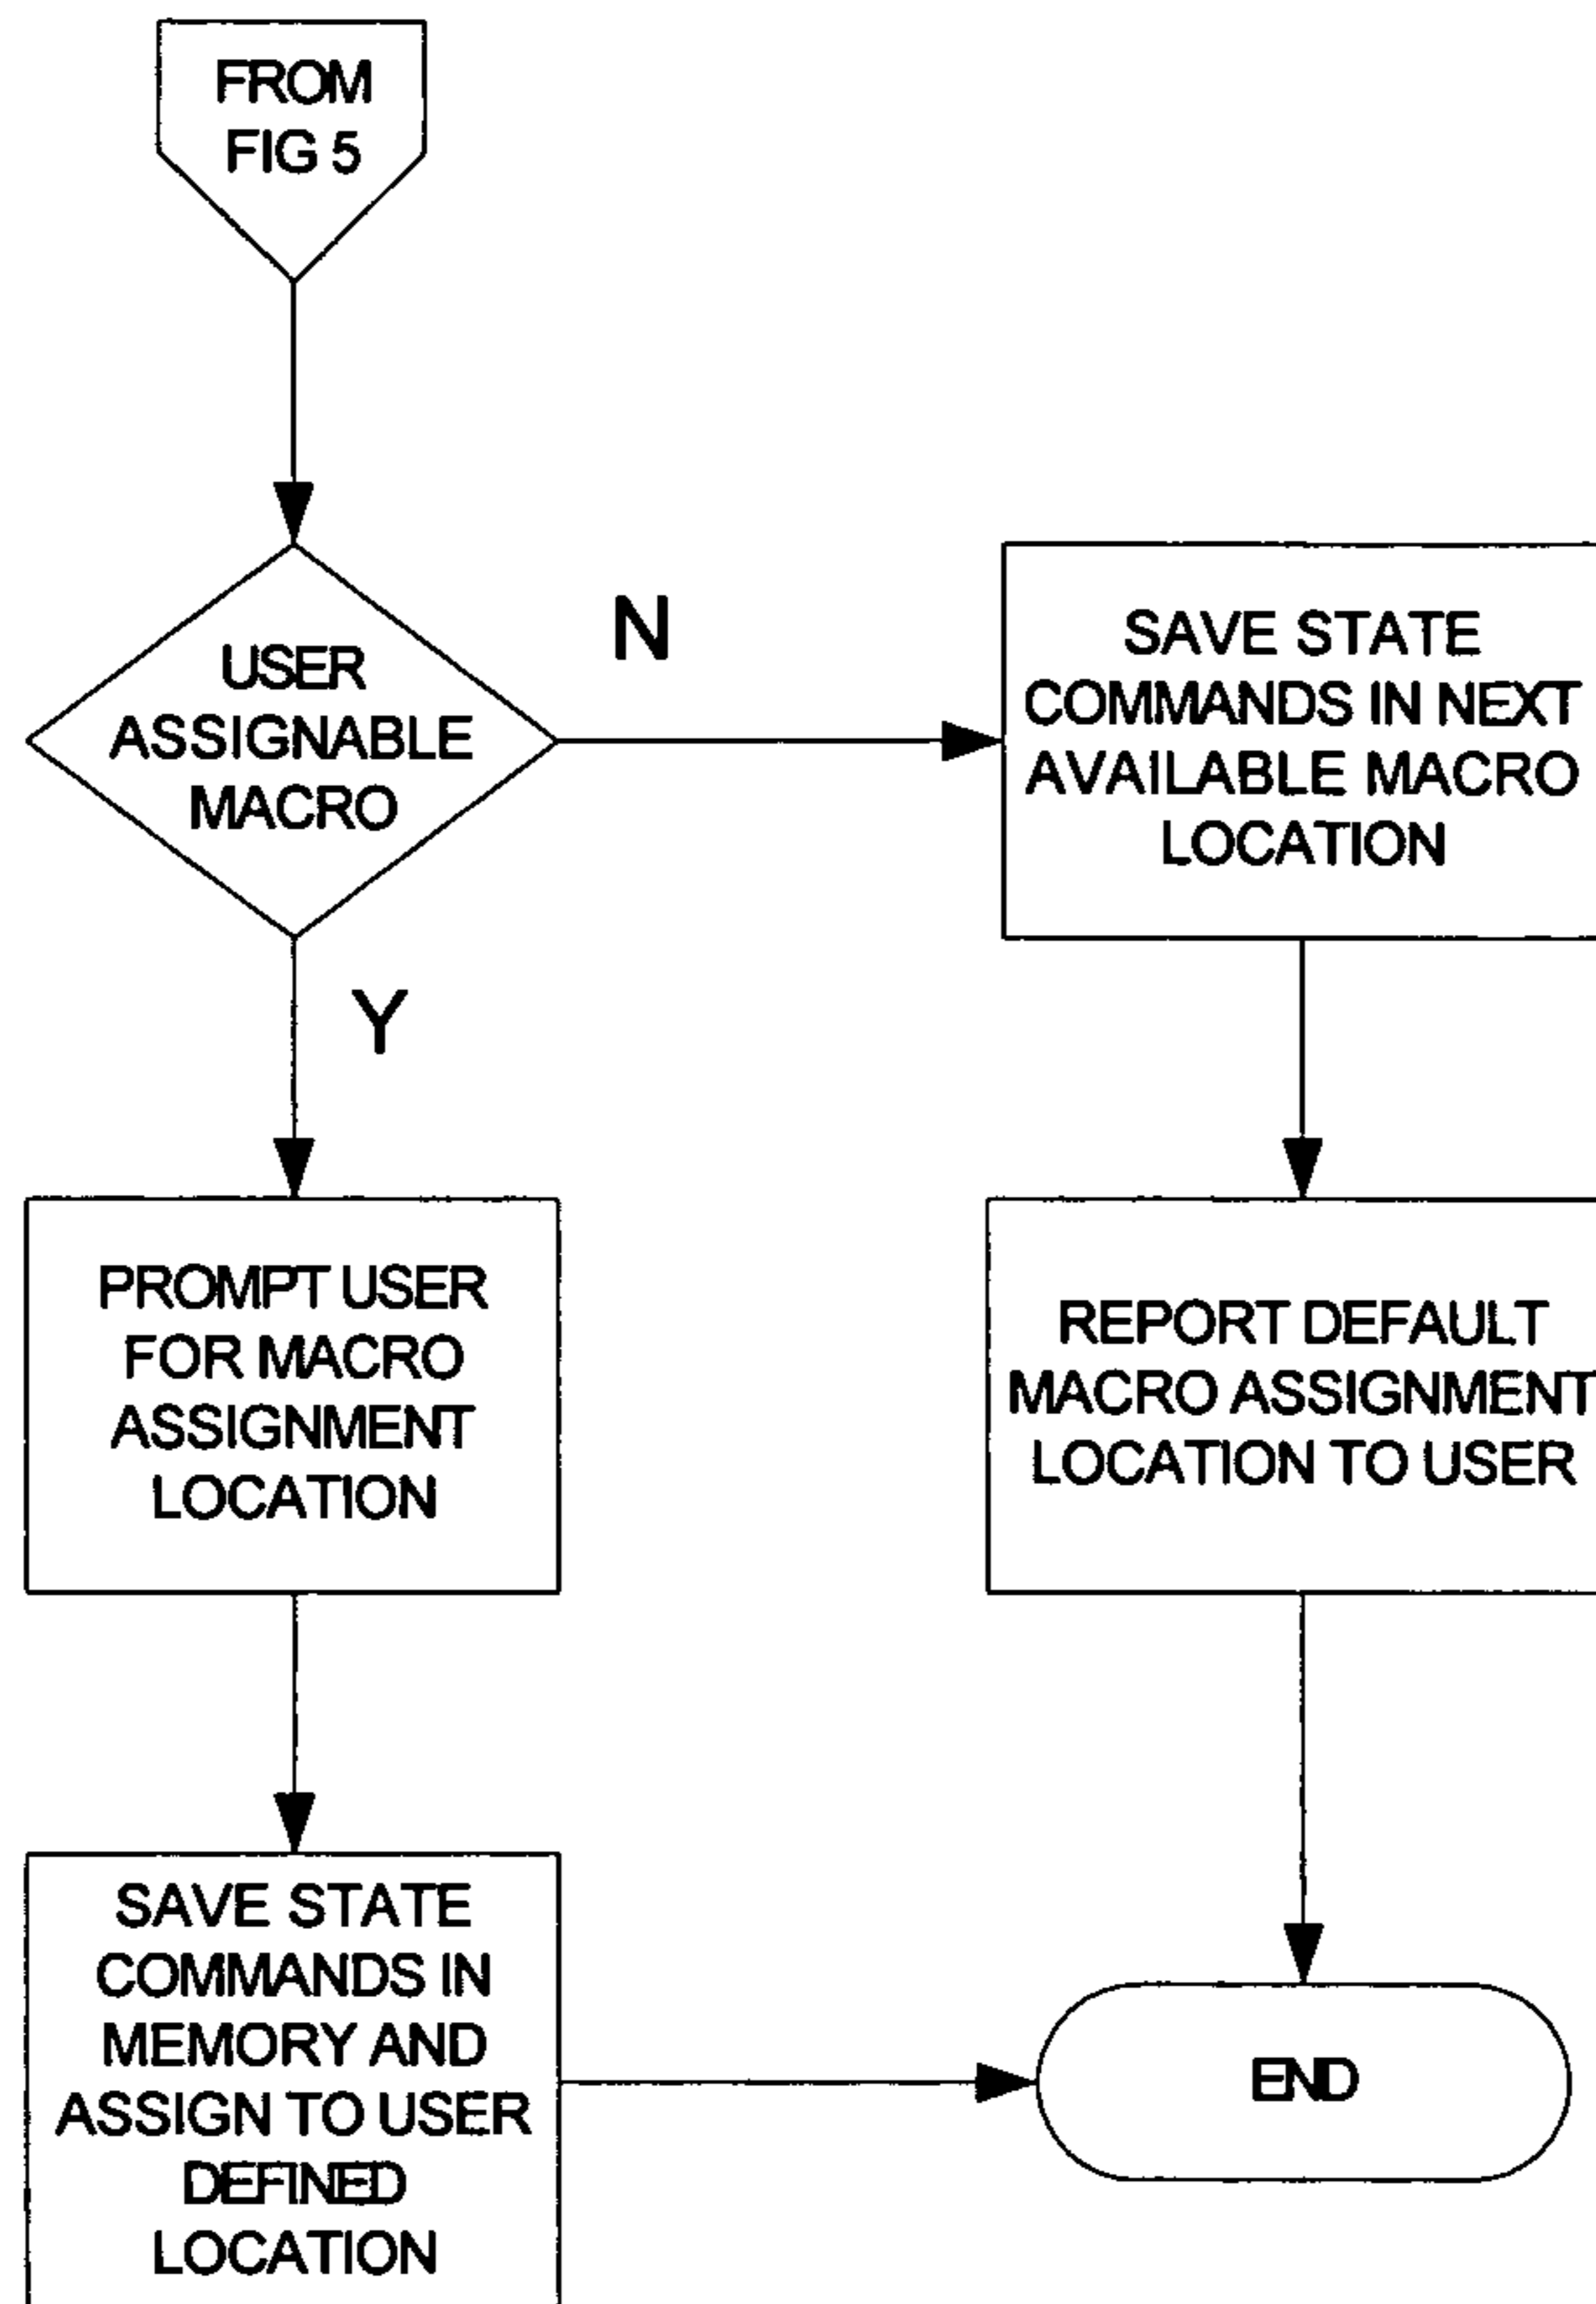 FROM
FIG 5
USER
ASSIGNABLE
MACRO
N
SAVE STATE
COMMANDS IN NEXT
AVAILABLE MACRO
LOCATION
Y
PROMPT USER
FOR MACRO
ASSIGNMENT
LOCATION
REPORT DEFAULT
MACRO ASSIGNMENT
LOCATION TO USER
SAVE STATE
COMMANDS IN
MEMORY AND
ASSIGN TO USER
DEFINED
LOCATION
END